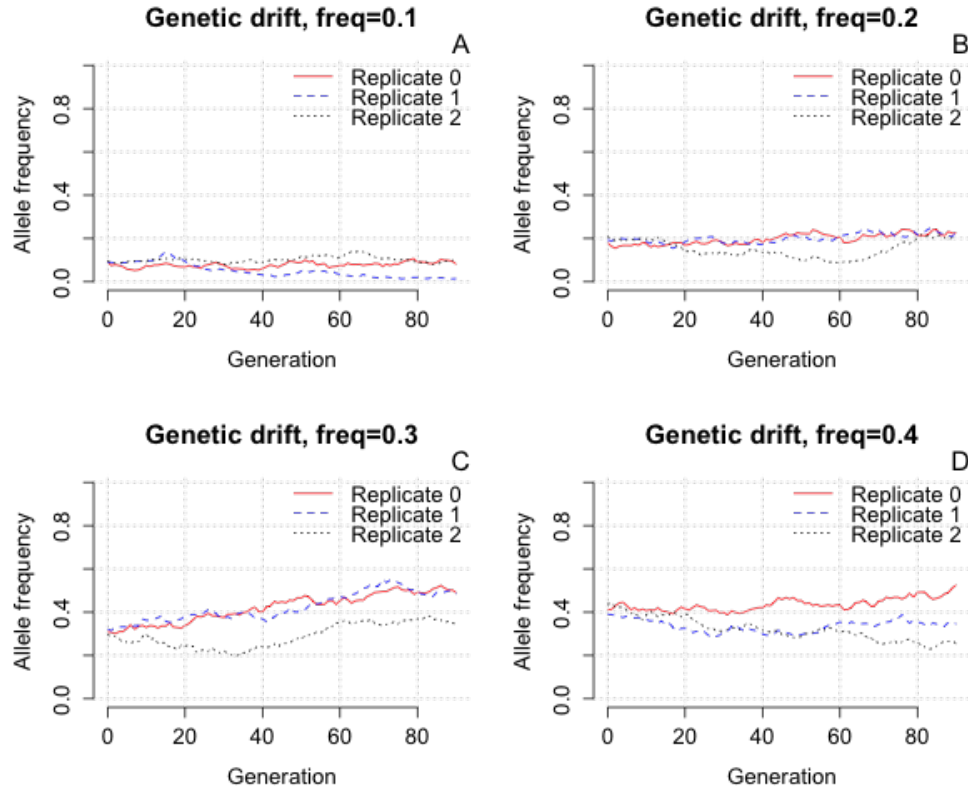 Genetic drift, freq=0.1
A
Replicate 0
Replicate 1
Replicate 2
Allele frequency
0.8
0.4
0.0
0 20 40 60 80
Generation
Genetic drift, freq=0.2
B
Replicate 0
Replicate 1
Replicate 2
Allele frequency
0.8
0.4
0.0
0 20 40 60 80
Generation
Genetic drift, freq=0.3
C
Replicate 0
Replicate 1
Replicate 2
Allele frequency
0.8
0.4
0.0
0 20 40 60 80
Generation
Genetic drift, freq=0.4
D
Replicate 0
Replicate 1
Replicate 2
Allele frequency
0.8
0.4
0.0
0 20 40 60 80
Generation